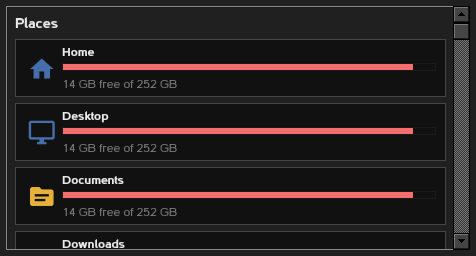 Places
Home
14 GB free of 252 GB
Desktop
14 GB free of 252 GB
Documents
14 GB free of 252 GB
Downloads